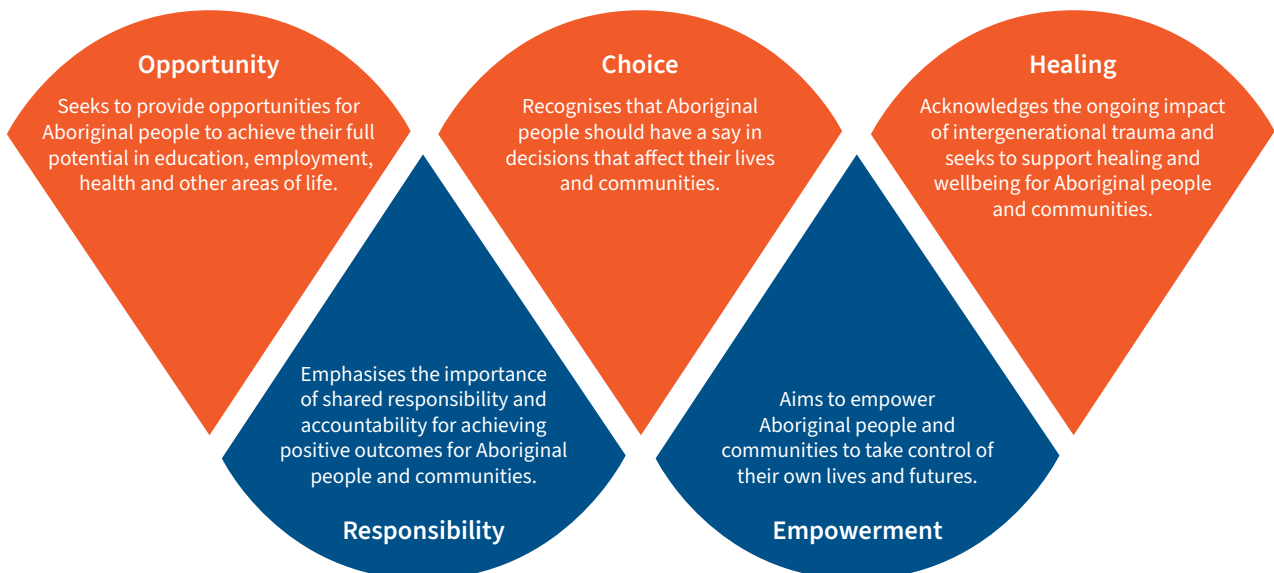 Opportunity
Seeks to provide opportunities for
Aboriginal people to achieve their full
potential in education, employment,
health and other areas of life.
Choice
Recognises that Aboriginal
people should have a say in
decisions that affect their lives
and communities.
Healing
Acknowledges the ongoing impact
of intergenerational trauma and
seeks to support healing and
wellbeing for Aboriginal people
and communities.
Emphasises the importance
of shared responsibility and
accountability for achieving
positive outcomes for Aboriginal
people and communities.
Responsibility
Aims to empower
Aboriginal people and
communities to take control of
their own lives and futures.
Empowerment